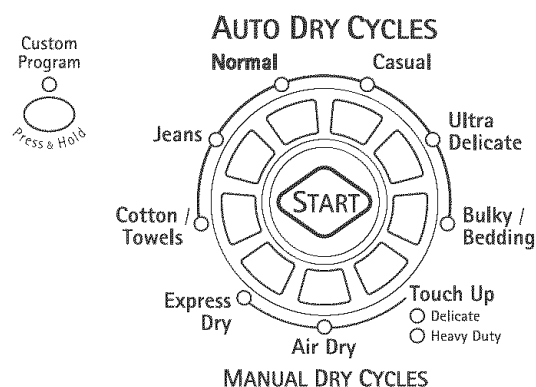 AUTO DRY CYCLES
Custom
Program
Press & Hold
Normal
Casual
Jeans
Ultra
Delicate
Cotton /
Towels
START
Bulky /
Bedding
Express
Dry
Air Dry
Touch Up
Delicate
Heavy Duty
MANUAL DRY CYCLES